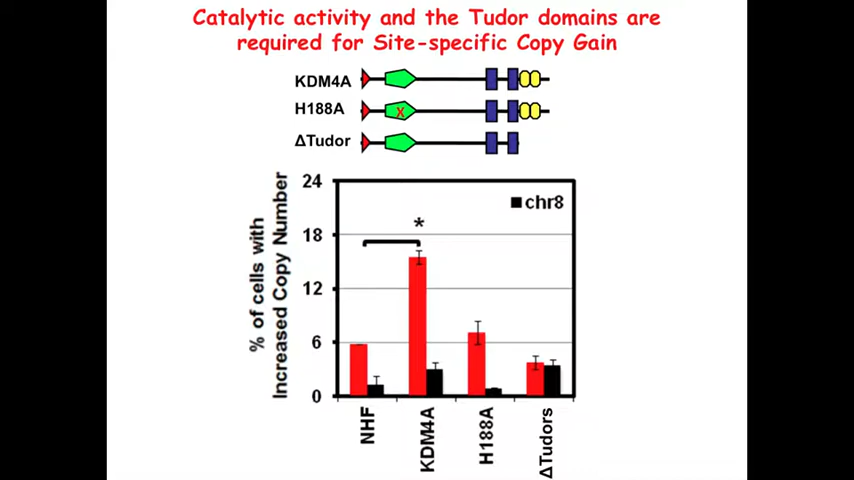 Catalytic activity and the Tudor domains are
required for Site-specific Copy Gain
KDM4A
H188A
X
ΔTudor
% of cells with
Increased Copy Number
24
18
12
6
0
*
chr8
NHF
KDM4A
H188A
ΔTudors